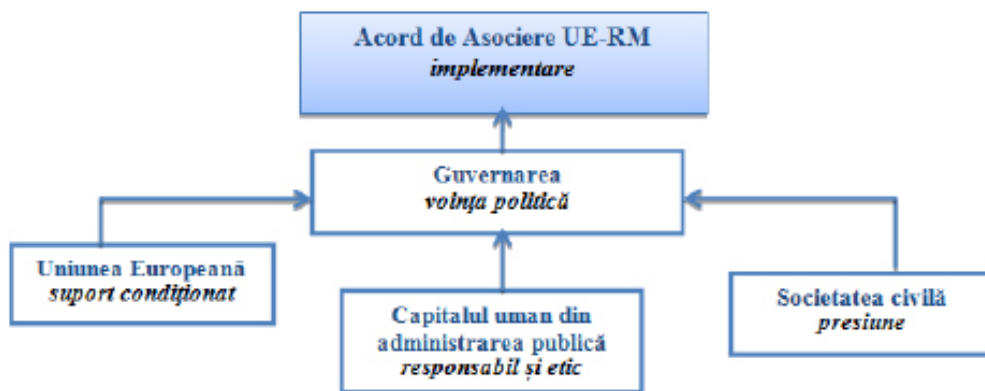 Acord de Asociere UE-RM
implementare
Guvernarea
voința politică
Uniunea Europeană
suport condiționat
Capitalul uman din
administrarea publică
responsabil și etic
Societatea civilă
presiune